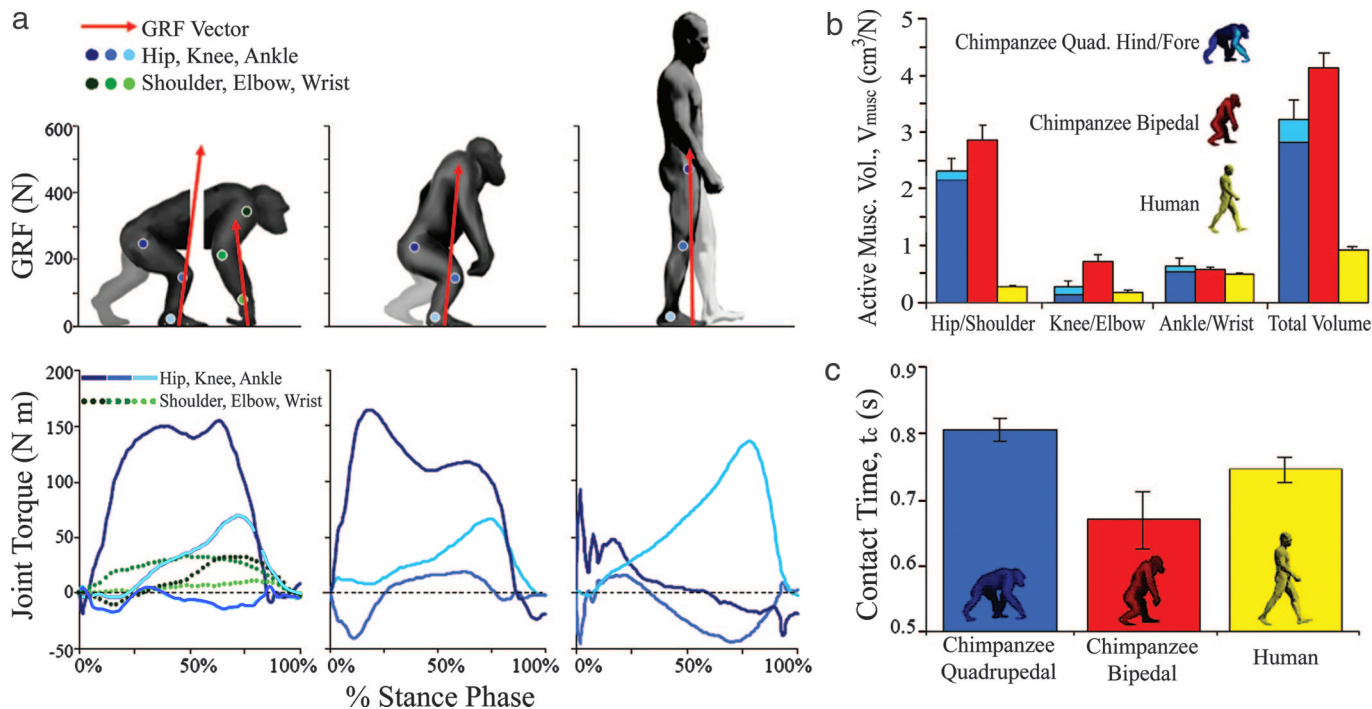 a
GRF Vector
Hip, Knee, Ankle
Shoulder, Elbow, Wrist
GRF (N)
600
400
200
0
Joint Torque (N m)
200
150
100
50
0
-50
Hip, Knee, Ankle
Shoulder, Elbow, Wrist
0% 50% 100%
0% 50% 100%
0% 50% 100%
% Stance Phase
b
Active Musc. Vol., Vmusc (cm³/N)
5
4
3
2
1
0
Chimpanzee Quad. Hind/Fore
Chimpanzee Bipedal
Human
Hip/Shoulder Knee/Elbow Ankle/Wrist Total Volume
c
Contact Time, tc (s)
0.9
0.8
0.7
0.6
0.5
Chimpanzee Quadrupedal
Chimpanzee Bipedal
Human